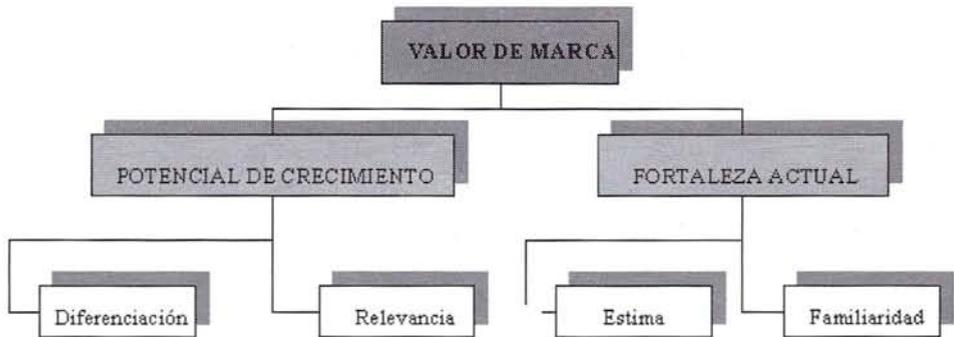 VALOR DE MARCA
POTENCIAL DE CRECIMIENTO
FORTALEZA ACTUAL
Diferenciación
Relevancia
Estima
Familiaridad